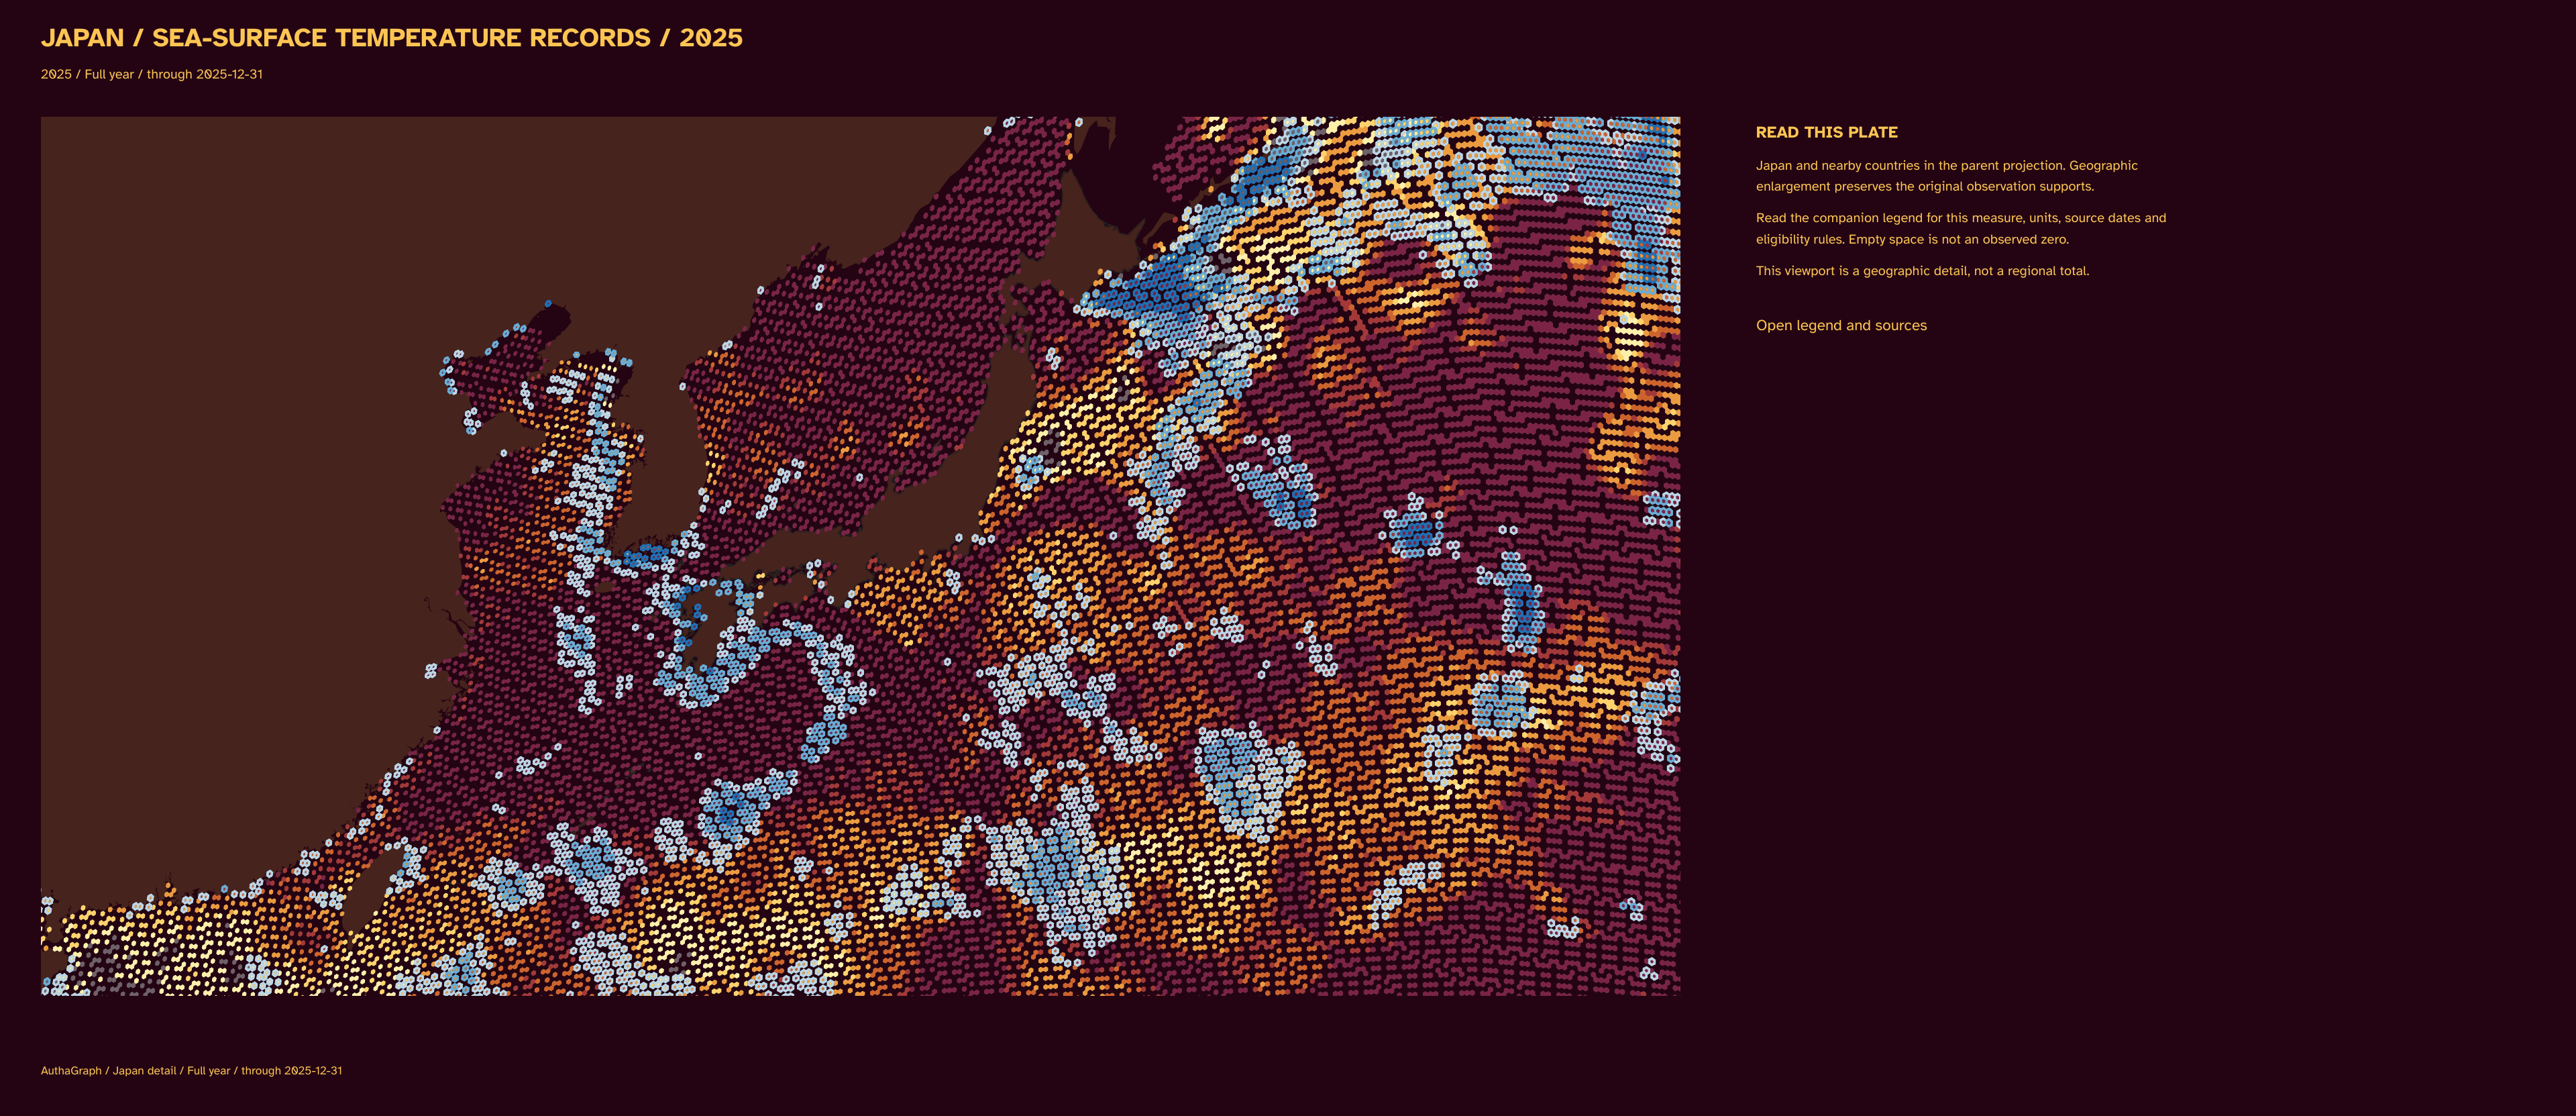 JAPAN / SEA-SURFACE TEMPERATURE RECORDS / 2025
2025 / Full year / through 2025-12-31
READ THIS PLATE
Japan and nearby countries in the parent projection. Geographic
enlargement preserves the original observation supports.
Read the companion legend for this measure, units, source dates and
eligibility rules. Empty space is not an observed zero.
This viewport is a geographic detail, not a regional total.
Open legend and sources
AuthaGraph / Japan detail / Full year / through 2025-12-31